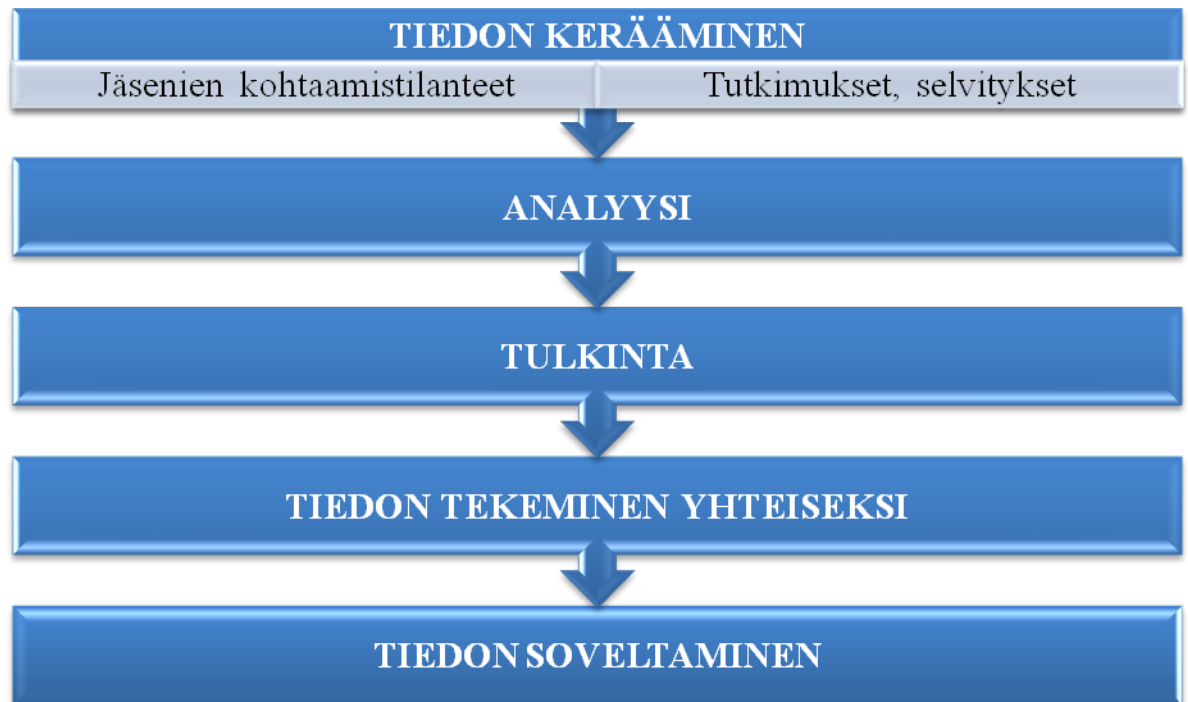 TIEDON KERÄÄMINEN
Jäsenien kohtaamistilanteet
Tutkimukset, selvitykset
ANALYYSI
TULKINTA
TIEDON TEKEMINEN YHTEISEKSI
TIEDON SOVELTAMINEN